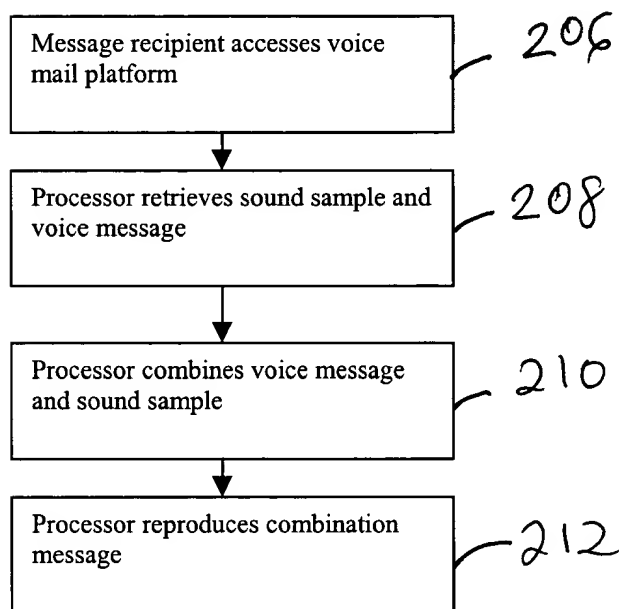 Message recipient accesses voice
mail platform
206
Processor retrieves sound sample and
voice message
208
Processor combines voice message
and sound sample
210
Processor reproduces combination
message
212